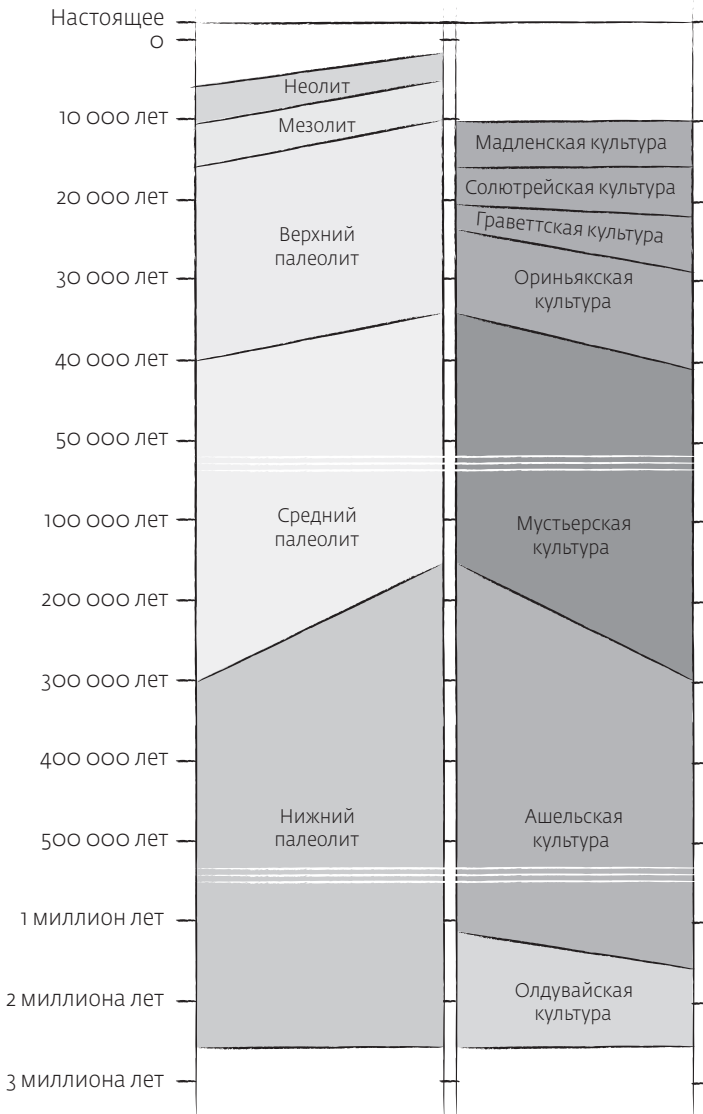 Настоящее
0
10 000 лет
20 000 лет
30 000 лет
40 000 лет
50 000 лет
100 000 лет
200 000 лет
300 000 лет
400 000 лет
500 000 лет
1 миллион лет
2 миллиона лет
3 миллиона лет
Неолит
Мезолит
Верхний
палеолит
Средний
палеолит
Нижний
палеолит
Мадленская культура
Солютрейская культура
Граветтская культура
Ориньякская
культура
Мустьерская
культура
Ашельская
культура
Олдувайская
культура